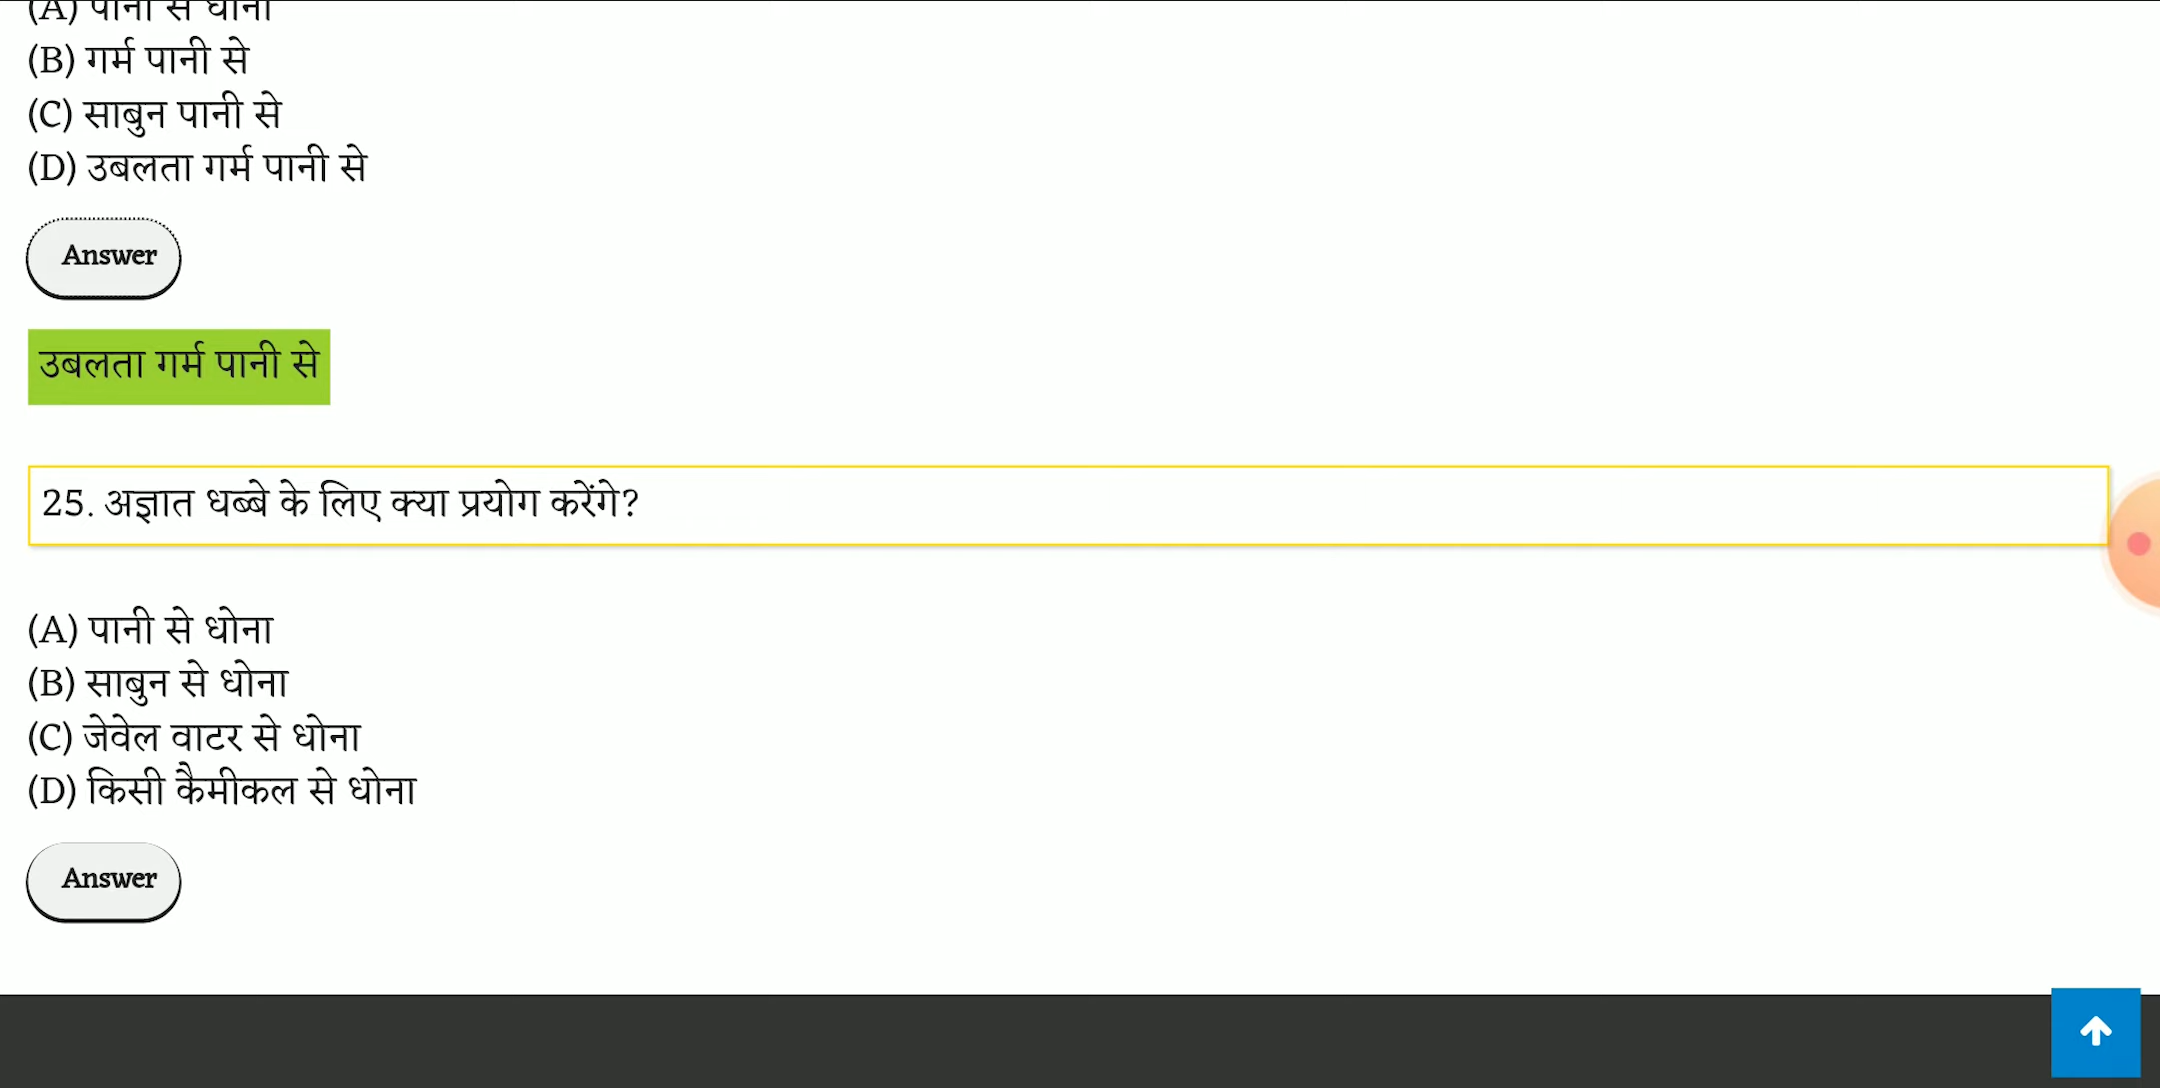 (A) पानी से धोना
(B) गर्म पानी से
(C) साबुन पानी से
(D) उबलता गर्म पानी से
Answer
उबलता गर्म पानी से
25. अज्ञात धब्बे के लिए क्या प्रयोग करेंगे?
(A) पानी से धोना
(B) साबुन से धोना
(C) जेवेल वाटर से धोना
(D) किसी कैमीकल से धोना
Answer